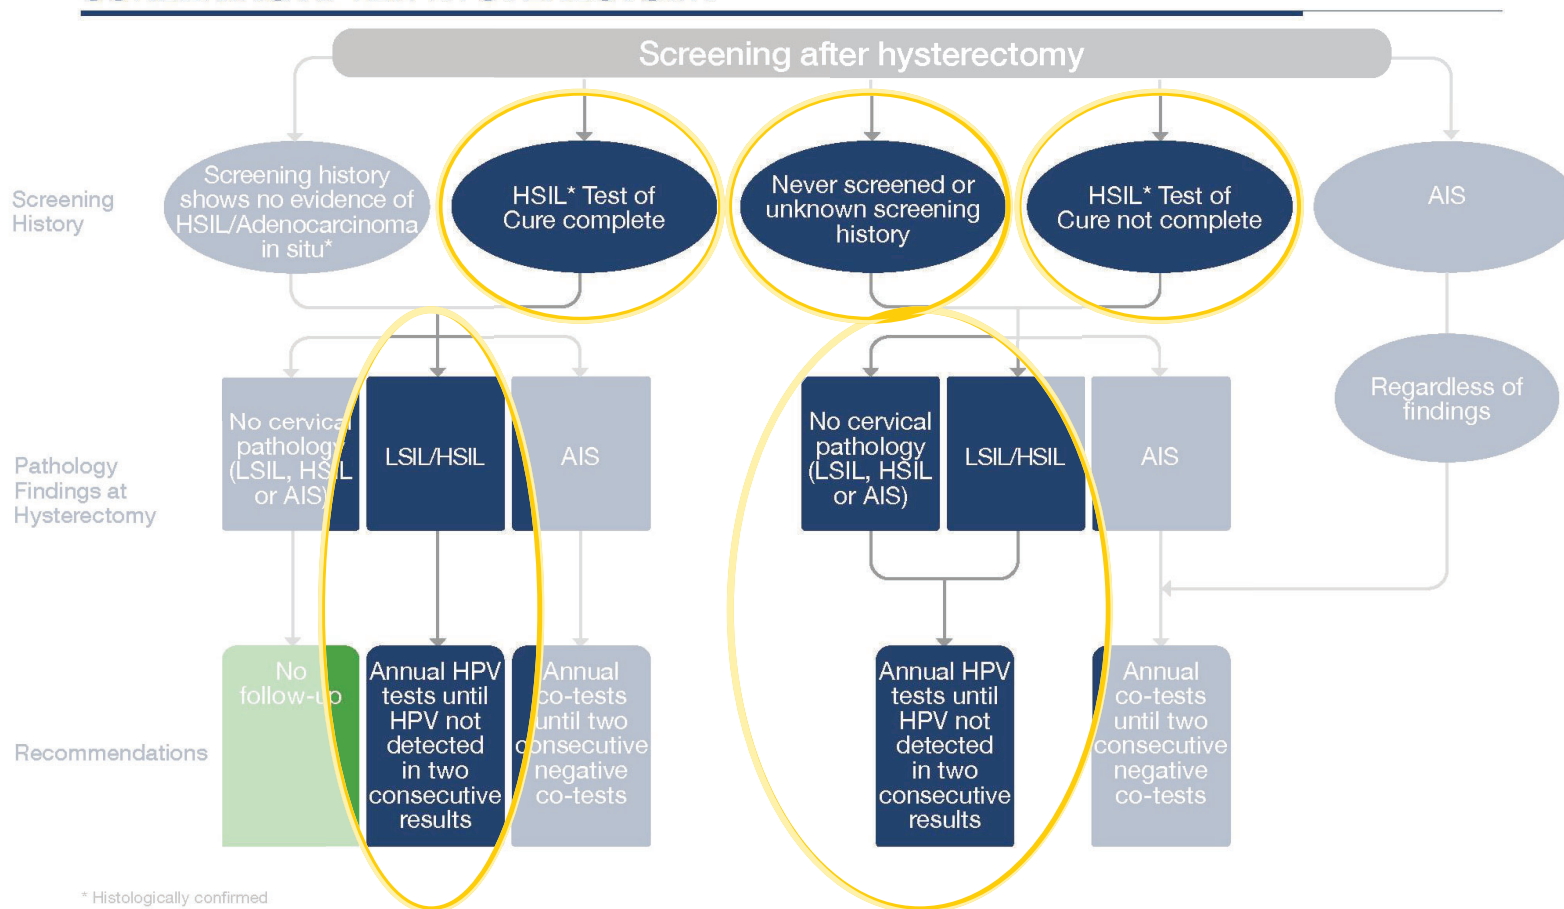 Screening after hysterectomy
Screening
History
Screening history
shows no evidence of
HSIL/Adenocarcinoma
in situ*
HSIL* Test of
Cure complete
Never screened or
unknown screening
history
HSIL* Test of
Cure not complete
AIS
Regardless of
findings
Pathology
Findings at
Hysterectomy
No cervical
pathology
(LSIL, HSIL
or AIS)
LSIL/HSIL
AIS
No cervical
pathology
(LSIL, HSIL
or AIS)
LSIL/HSIL
AIS
Recommendations
No
follow-up
Annual HPV
tests until
HPV not
detected
in two
consecutive
results
Annual
co-tests
until two
consecutive
negative
co-tests
Annual HPV
tests until
HPV not
detected
in two
consecutive
results
Annual
co-tests
until two
consecutive
negative
co-tests
* Histologically confirmed